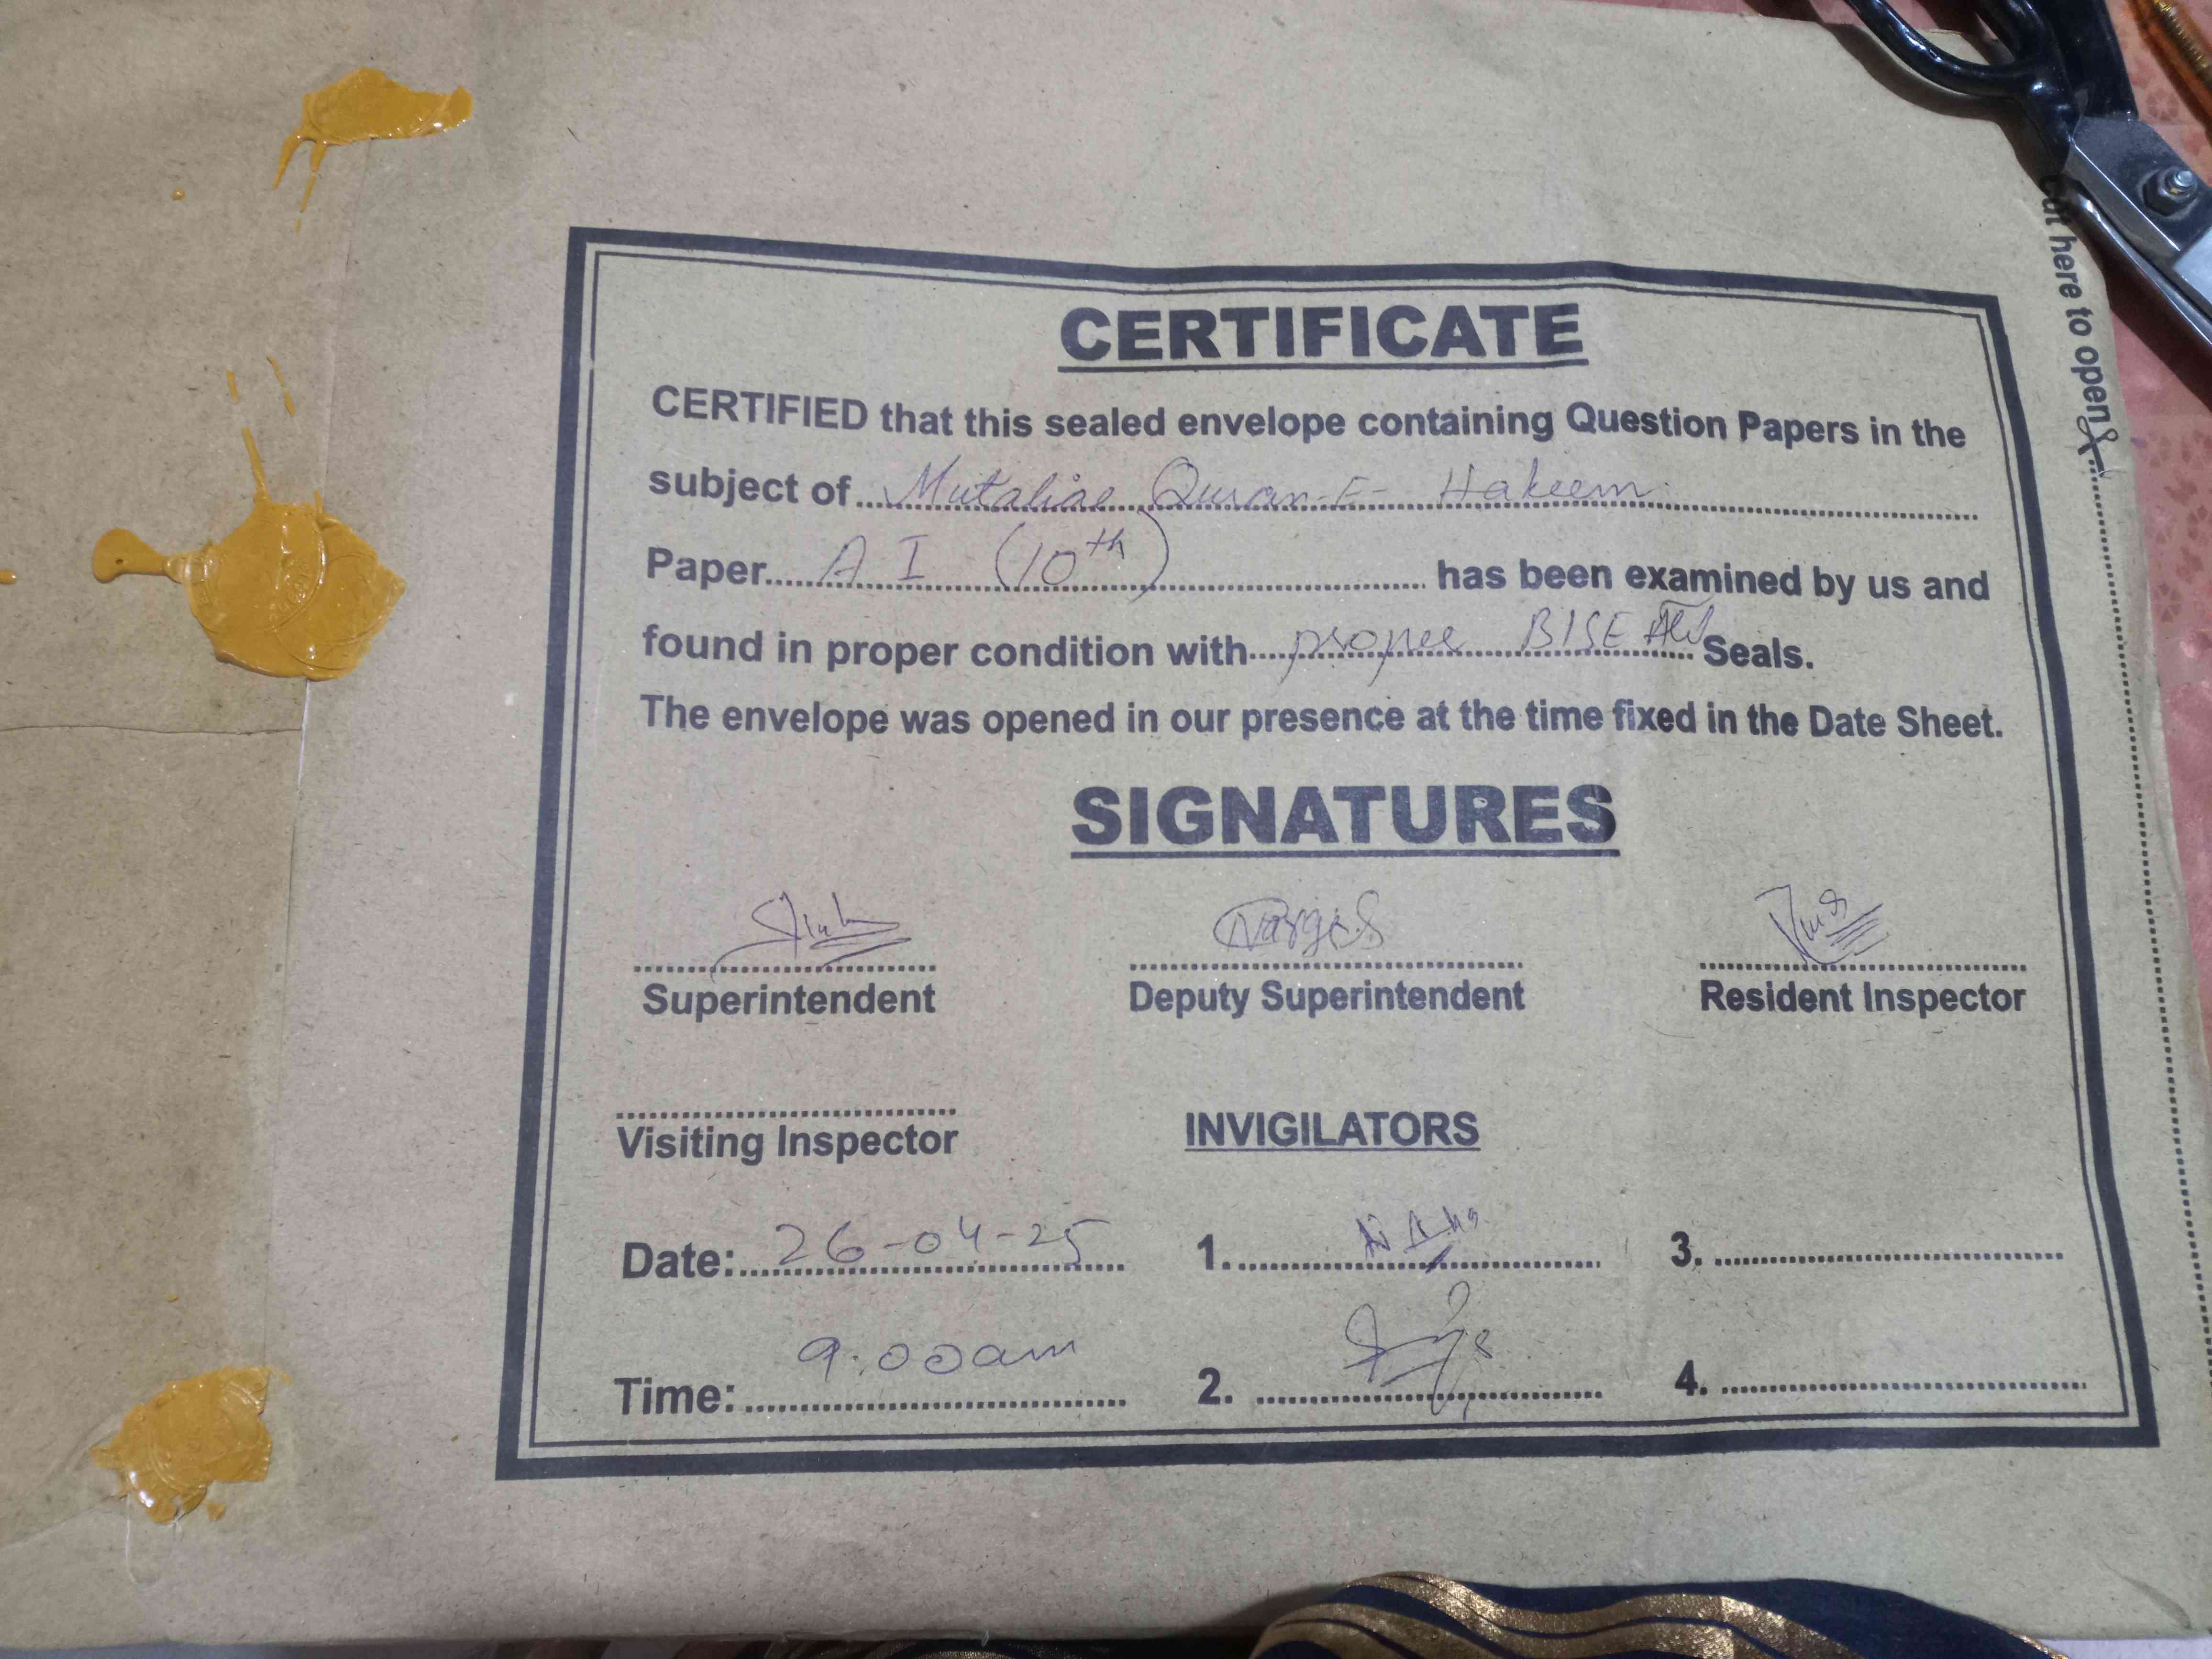 CERTIFICATE
CERTIFIED that this sealed envelope containing Question Papers in the
subject of Mutaliae Quran-E- Hakeem
Paper A I (10th) has been examined by us and
found in proper condition with proper BISE Seals.
The envelope was opened in our presence at the time fixed in the Date Sheet.
SIGNATURES
Nargis
Superintendent Deputy Superintendent Resident Inspector
Visiting Inspector INVIGILATORS
Date: 26-04-25 1. 3.
Time: 9:00am 2. 4.
cut here to open